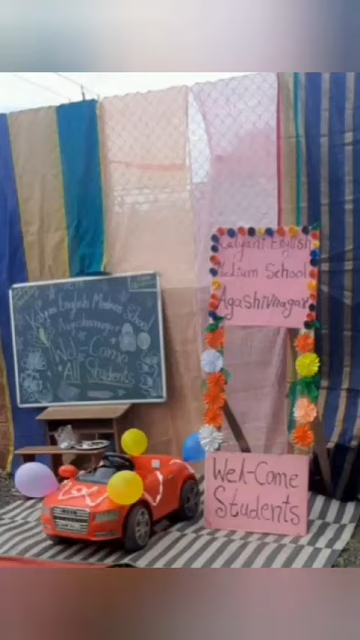 Kalyani English Medium School
Agashivnagar
Wel-Come
All Students
Kalyani English
Medium School
Agashivnagar
Wel-Come
Students